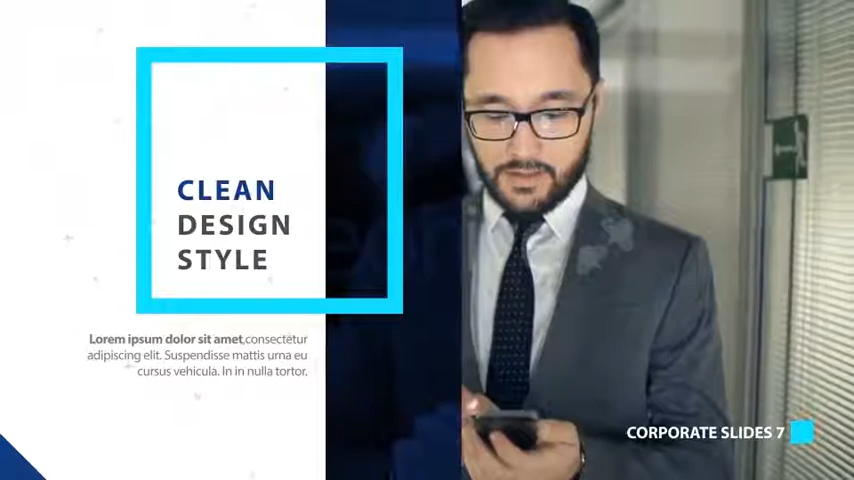 CLEAN
DESIGN
STYLE
Lorem ipsum dolor sit amet,consectetur
adipiscing elit. Suspendisse mattis urna eu
cursus vehicula. In in nulla tortor.
CORPORATE SLIDES 7